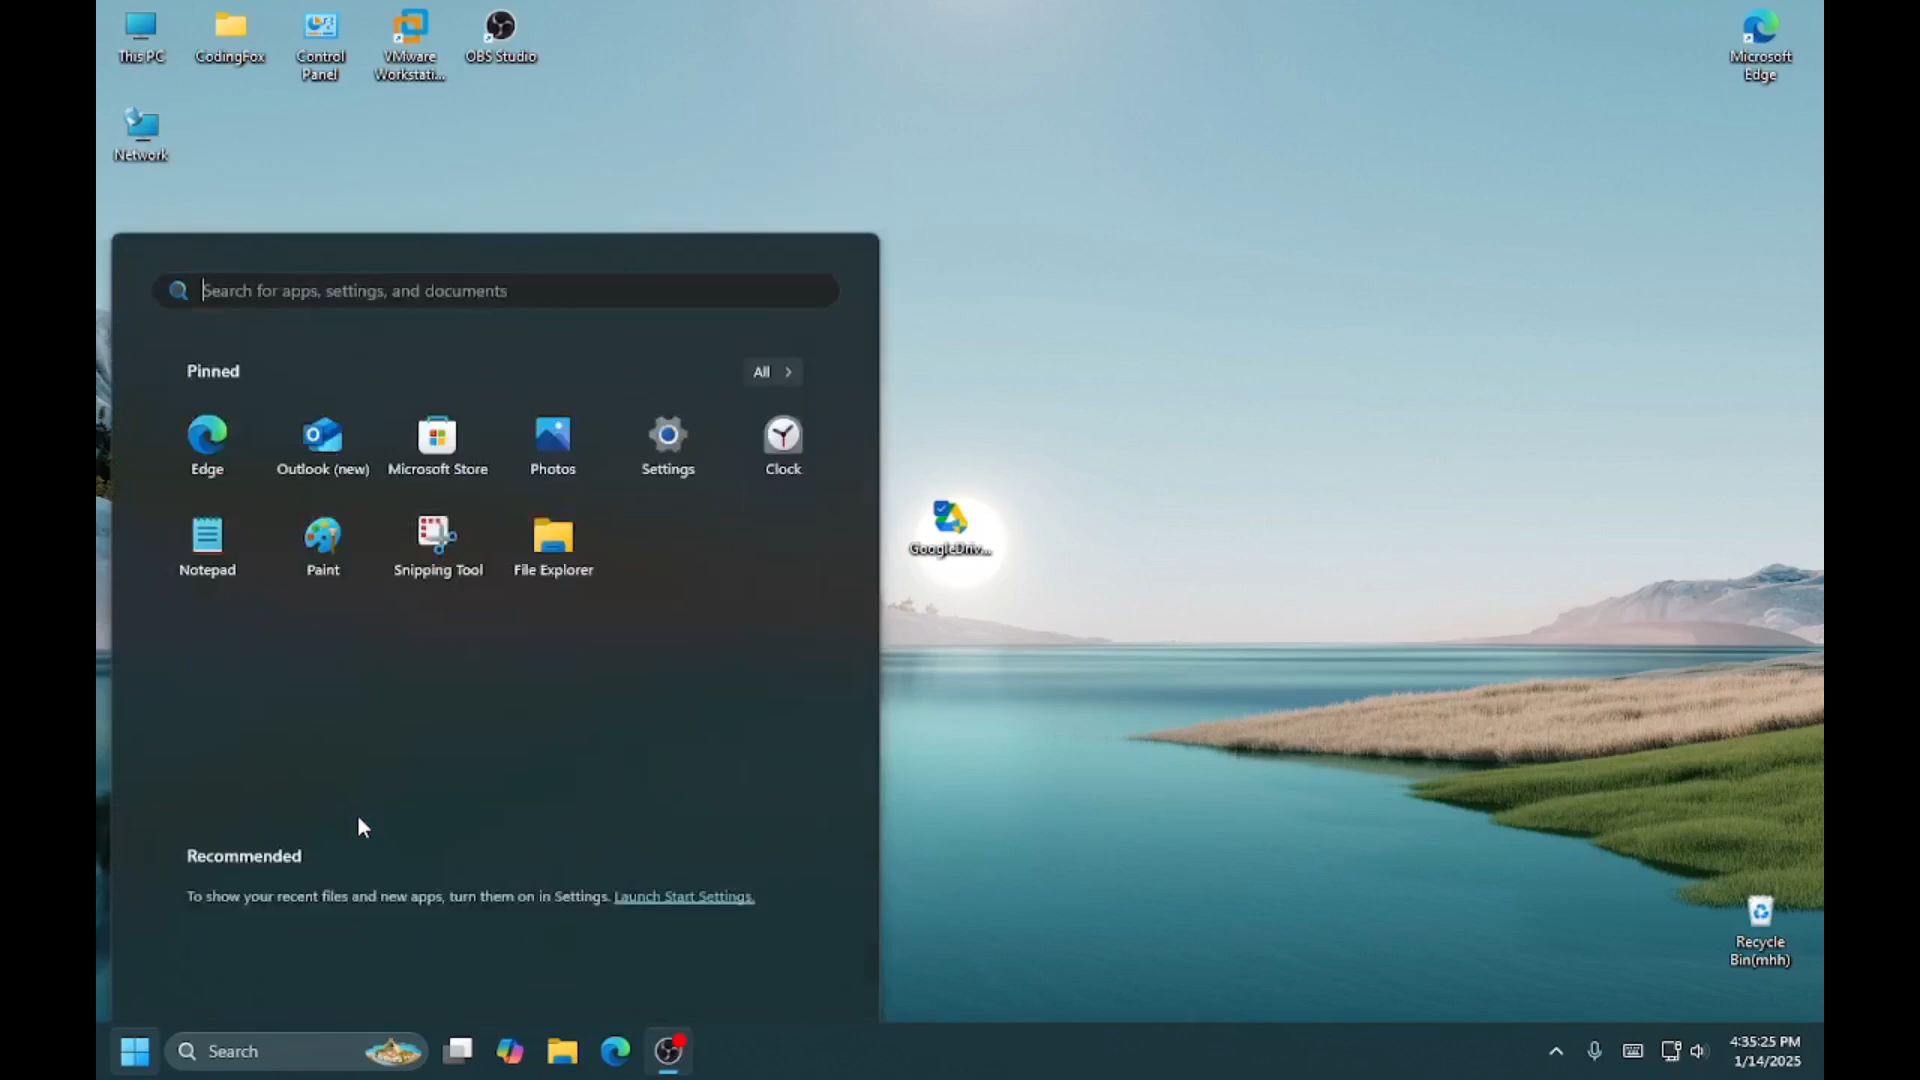 This PC
CodingFox
Control
Panel
VMware
Workstati...
OBS Studio
Microsoft
Edge
Network
Search for apps, settings, and documents
Pinned
All
Edge
Outlook (new)
Microsoft Store
Photos
Settings
Clock
Notepad
Paint
Snipping Tool
File Explorer
GoogleDriv...
Recommended
To show your recent files and new apps, turn them on in Settings. Launch Start Settings.
Recycle
Bin(mhh)
Search
4:35:25 PM
1/14/2025